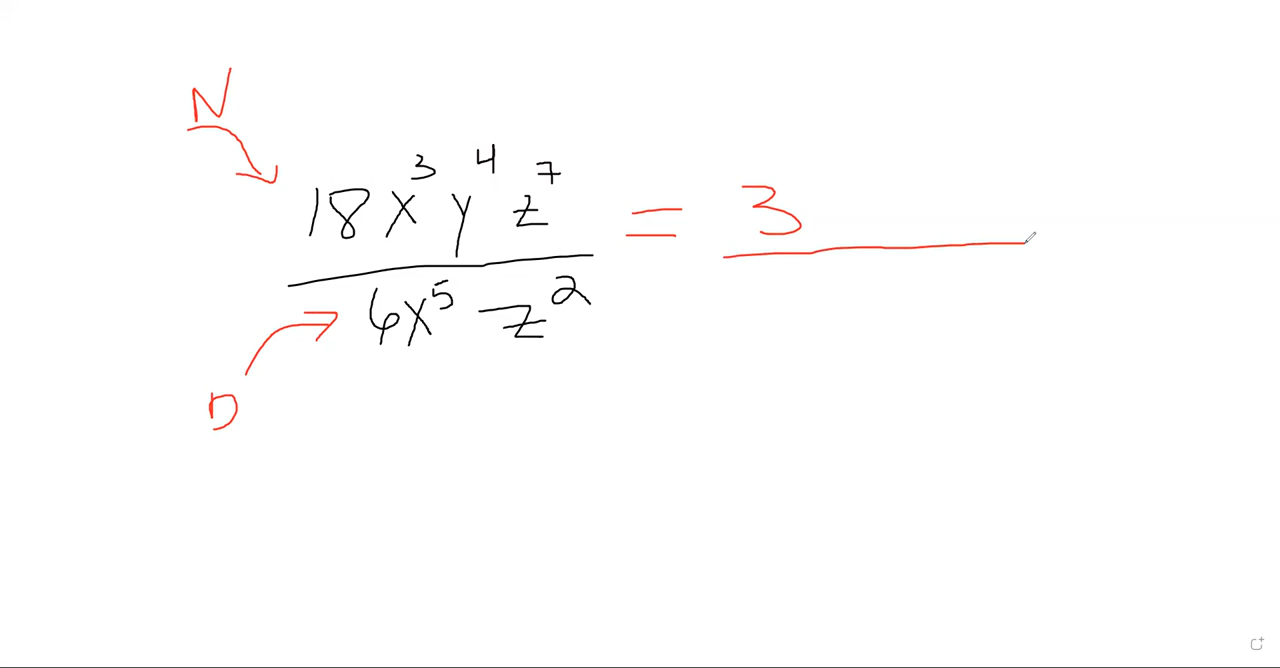 N
18x³y⁴z⁷ = 3
6x⁵z²
D